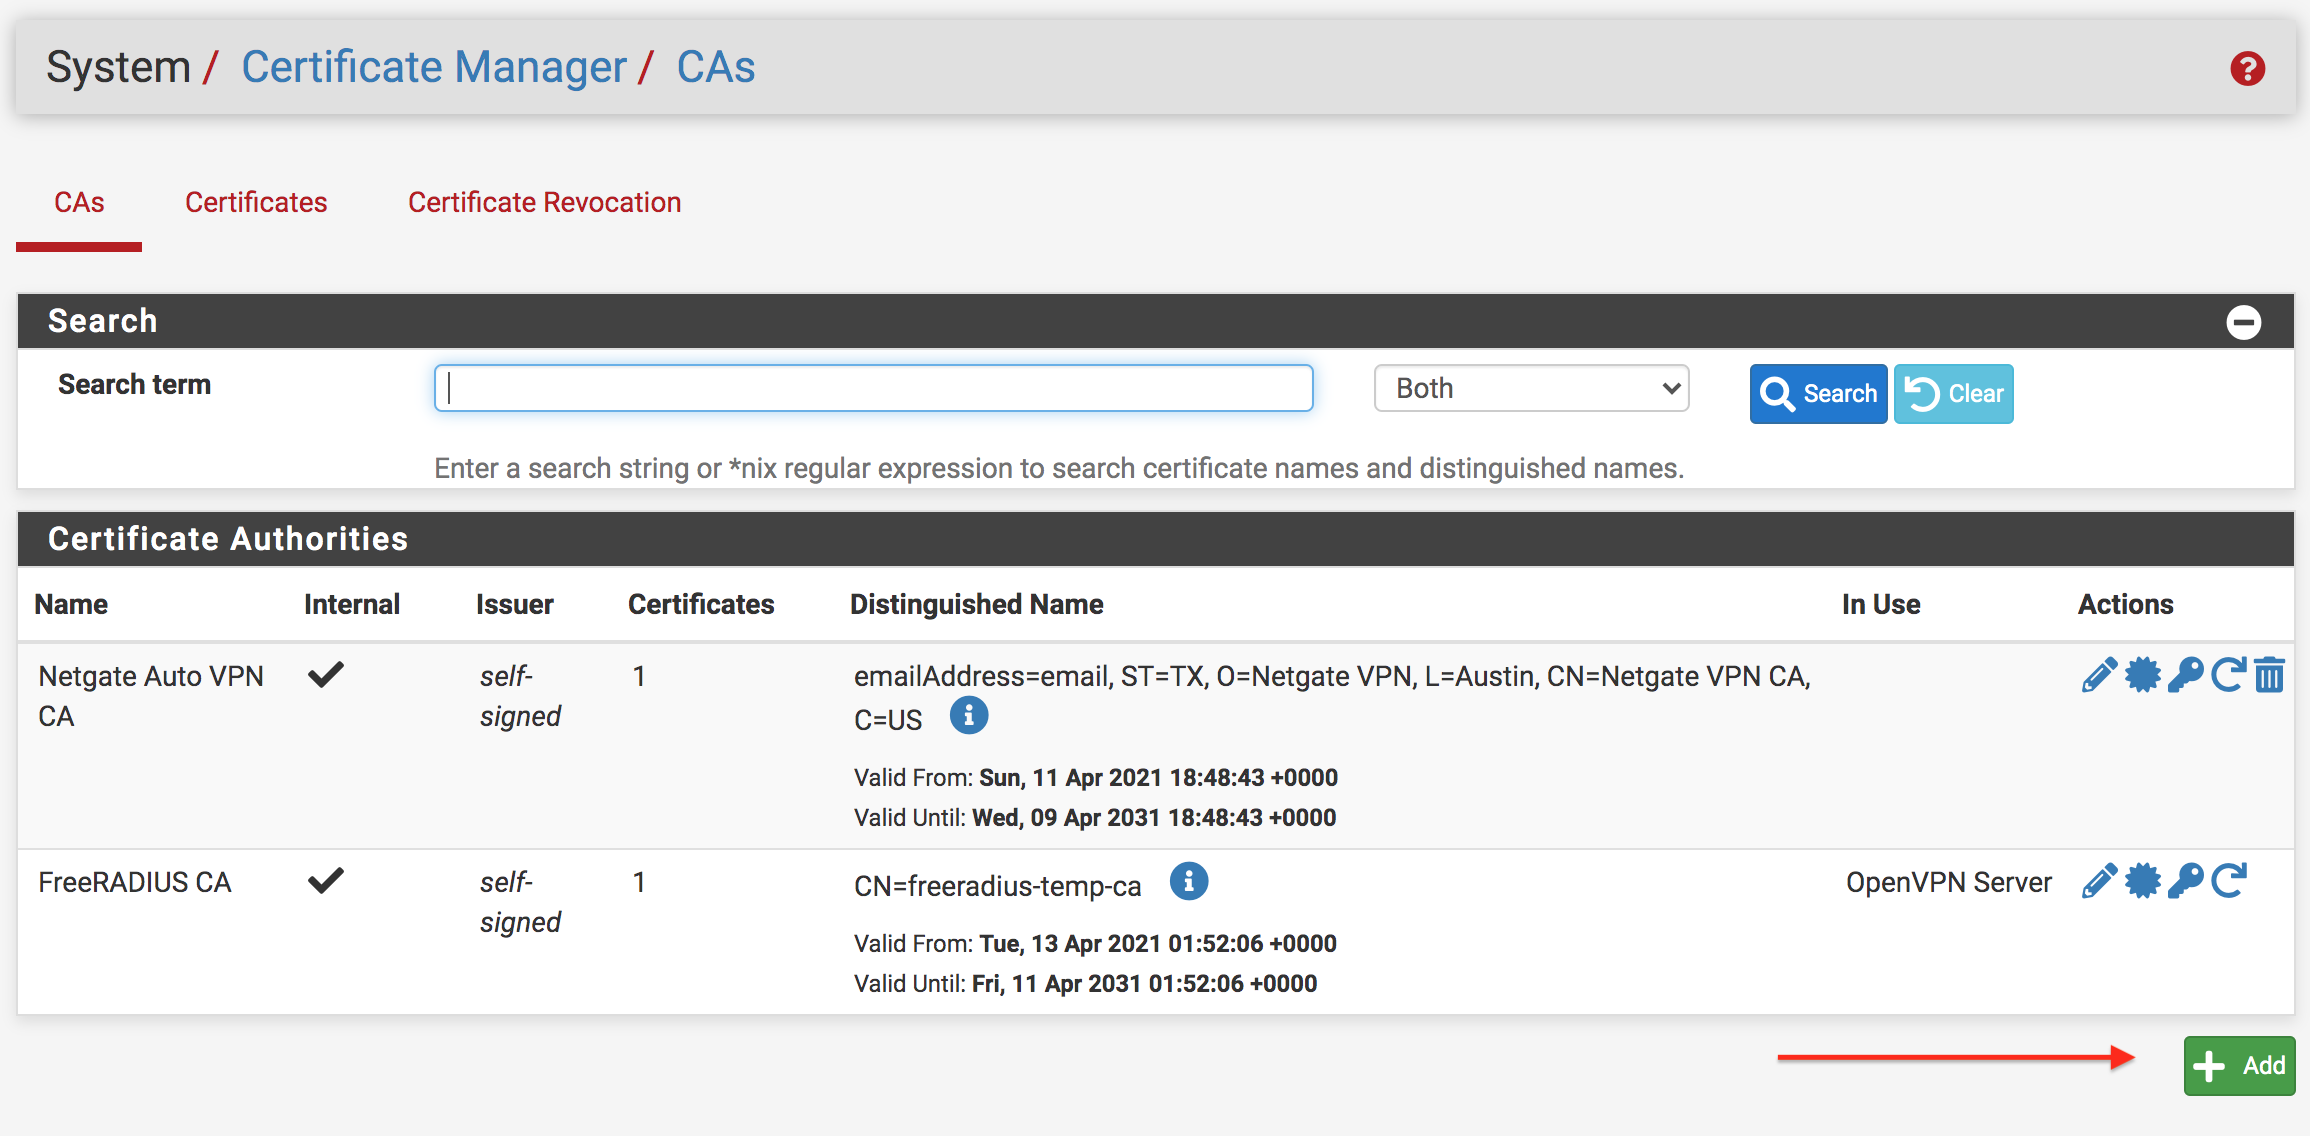 System / Certificate Manager / CAs
CAs Certificates Certificate Revocation
Search
Search term Both Search Clear
Enter a search string or *nix regular expression to search certificate names and distinguished names.
Certificate Authorities
Name Internal Issuer Certificates Distinguished Name In Use Actions
Netgate Auto VPN self- 1 emailAddress=email, ST=TX, O=Netgate VPN, L=Austin, CN=Netgate VPN CA,
CA signed C=US
Valid From: Sun, 11 Apr 2021 18:48:43 +0000
Valid Until: Wed, 09 Apr 2031 18:48:43 +0000
FreeRADIUS CA self- 1 CN=freeradius-temp-ca OpenVPN Server
signed
Valid From: Tue, 13 Apr 2021 01:52:06 +0000
Valid Until: Fri, 11 Apr 2031 01:52:06 +0000
Add